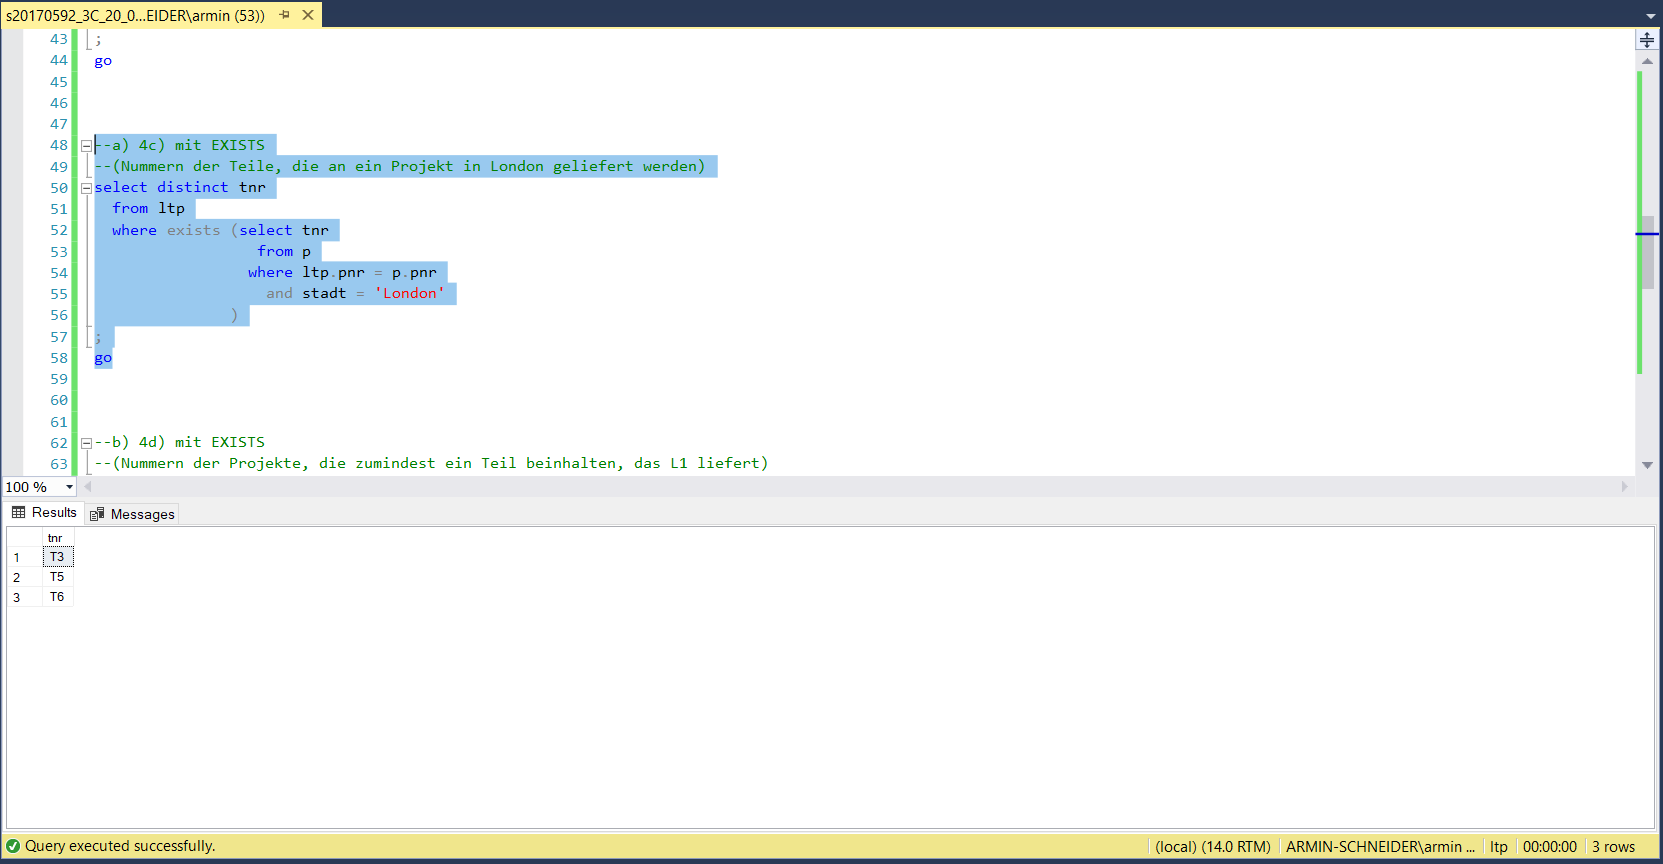 s20170592_3C_20_0...EIDER\armin (53))
43 ;
44 go
45
46
47
48 --a) 4c) mit EXISTS
49 --(Nummern der Teile, die an ein Projekt in London geliefert werden)
50 select distinct tnr
51 from ltp
52 where exists (select tnr
53 from p
54 where ltp.pnr = p.pnr
55 and stadt = 'London'
56 )
57 ;
58 go
59
60
61
62 --b) 4d) mit EXISTS
63 --(Nummern der Projekte, die zumindest ein Teil beinhalten, das L1 liefert)
100 %
Results Messages
tnr
1 T3
2 T5
3 T6
Query executed successfully. (local) (14.0 RTM) ARMIN-SCHNEIDER\armin ... ltp 00:00:00 3 rows